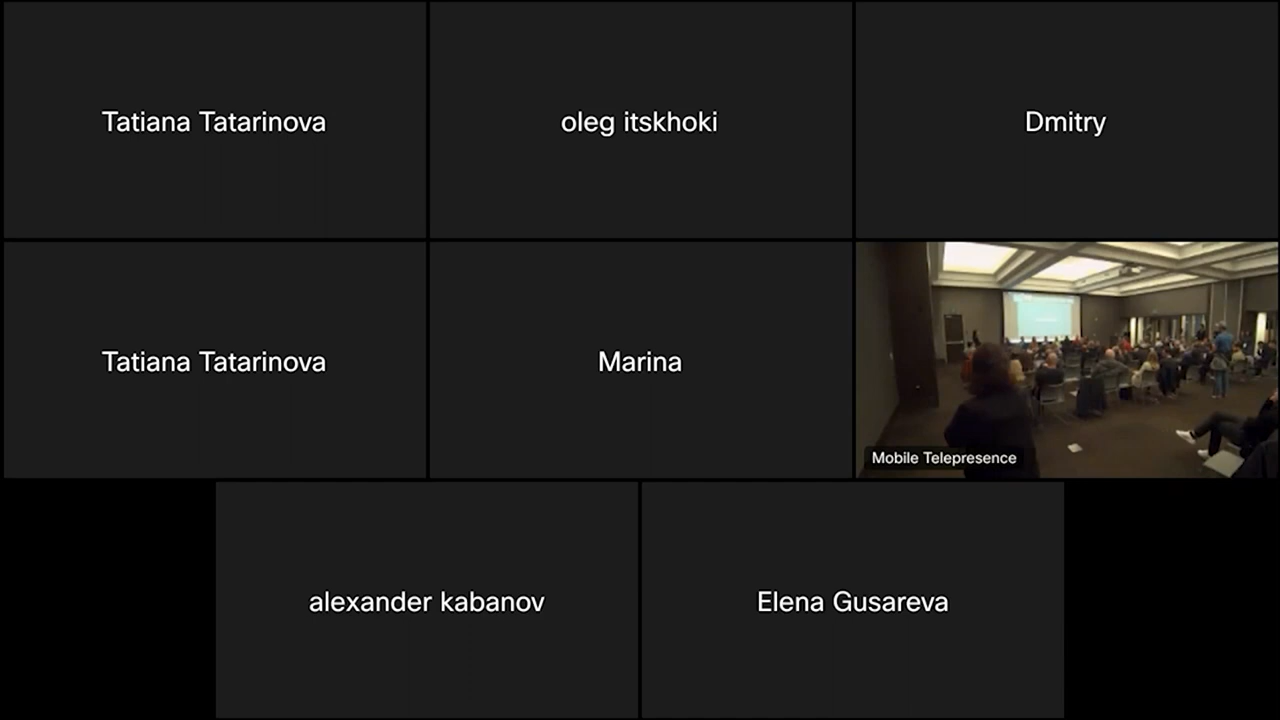 Tatiana Tatarinova
oleg itskhoki
Dmitry
Tatiana Tatarinova
Marina
Mobile Telepresence
alexander kabanov
Elena Gusareva